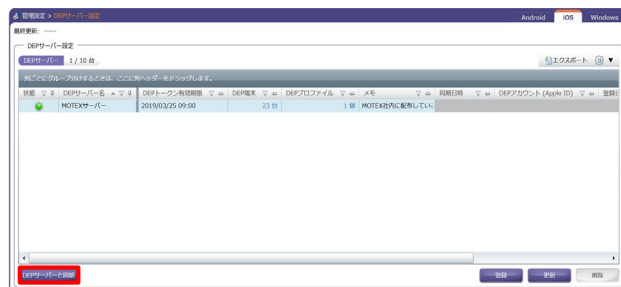 管理設定 > DEPサーバー設定
Android iOS Windows
最終更新: -----
DEPサーバー設定
DEPサーバー 1 / 10 台
エクスポート
列ごとにグループ分けするときは、ここに列ヘッダーをドラッグします。
状態 DEPサーバー名 DEPトークン有効期限 DEP端末 DEPプロファイル メモ 同期日時 DEPアカウント (Apple ID) 登録日
MOTEXサーバー 2019/03/25 09:00 23 台 1 個 MOTEX社内に配布してい
DEPサーバーと同期
登録 更新 削除